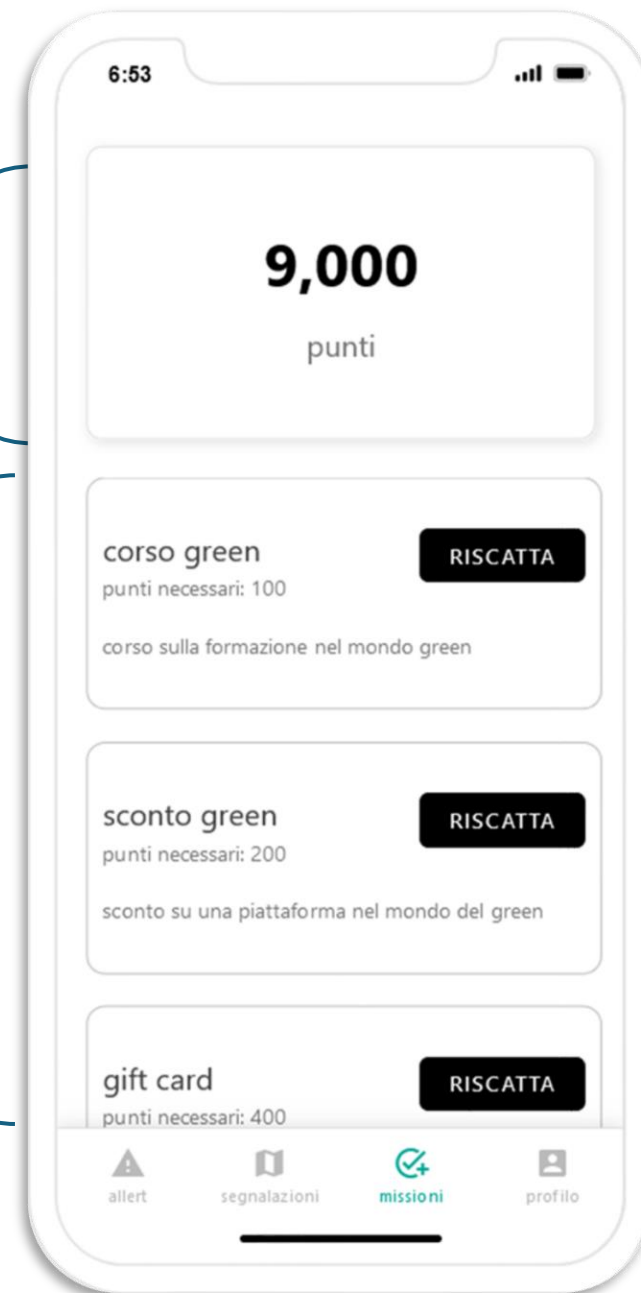 6:53
9,000
punti
corso green
RISCATTA
punti necessari: 100
corso sulla formazione nel mondo green
sconto green
RISCATTA
punti necessari: 200
sconto su una piattaforma nel mondo del green
gift card
RISCATTA
punti necessari: 400
allert segnalazioni missioni profilo